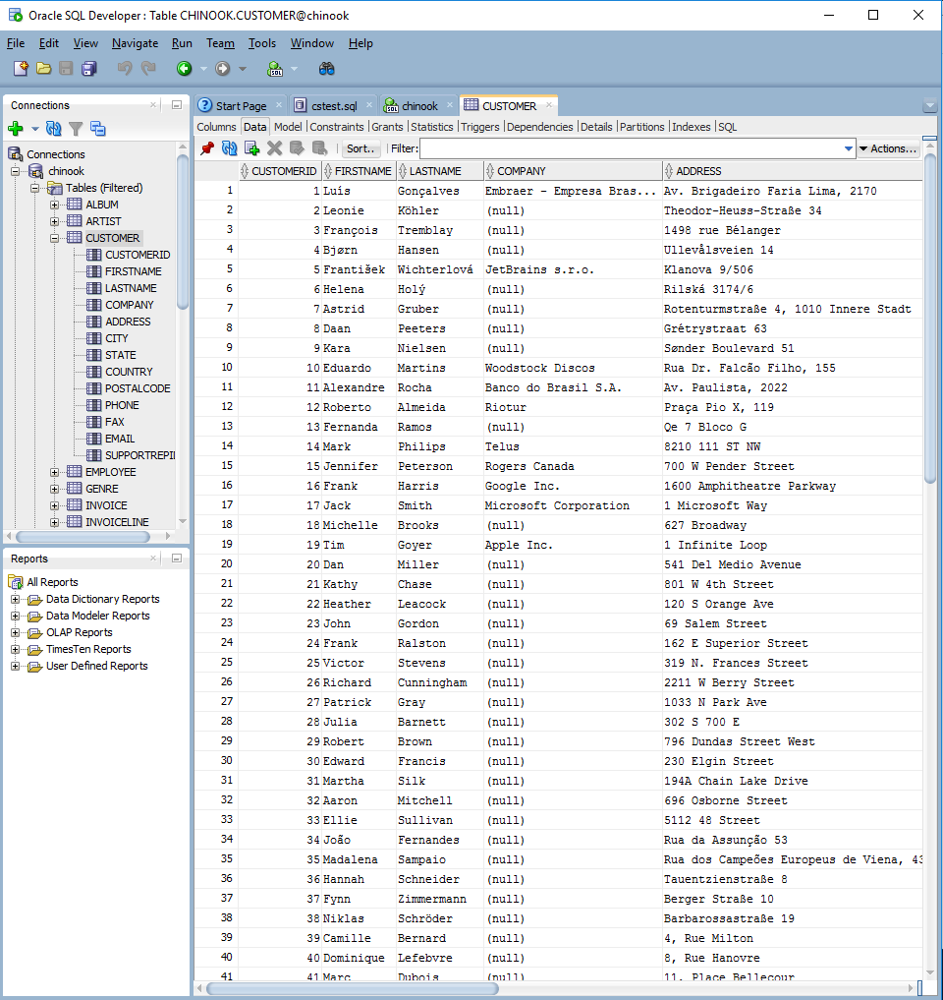 Oracle SQL Developer : Table CHINOOK.CUSTOMER@chinook
File Edit View Navigate Run Team Tools Window Help
Connections
Connections
chinook
Tables (Filtered)
ALBUM
ARTIST
CUSTOMER
CUSTOMERID
FIRSTNAME
LASTNAME
COMPANY
ADDRESS
CITY
STATE
COUNTRY
POSTALCODE
PHONE
FAX
EMAIL
SUPPORTREPI
EMPLOYEE
GENRE
INVOICE
INVOICELINE
Reports
All Reports
Data Dictionary Reports
Data Modeler Reports
OLAP Reports
TimesTen Reports
User Defined Reports
Start Page cstest.sql chinook CUSTOMER
Columns Data Model Constraints Grants Statistics Triggers Dependencies Details Partitions Indexes SQL
Sort.. Filter: Actions...
CUSTOMERID FIRSTNAME LASTNAME COMPANY ADDRESS
1 1 Luís Gonçalves Embraer - Empresa Bras... Av. Brigadeiro Faria Lima, 2170
2 2 Leonie Köhler (null) Theodor-Heuss-Straße 34
3 3 François Tremblay (null) 1498 rue Bélanger
4 4 Bjørn Hansen (null) Ullevålsveien 14
5 5 František Wichterlová JetBrains s.r.o. Klanova 9/506
6 6 Helena Holý (null) Rilská 3174/6
7 7 Astrid Gruber (null) Rotenturmstraße 4, 1010 Innere Stadt
8 8 Daan Peeters (null) Grétrystraat 63
9 9 Kara Nielsen (null) Sønder Boulevard 51
10 10 Eduardo Martins Woodstock Discos Rua Dr. Falcão Filho, 155
11 11 Alexandre Rocha Banco do Brasil S.A. Av. Paulista, 2022
12 12 Roberto Almeida Riotur Praça Pio X, 119
13 13 Fernanda Ramos (null) Qe 7 Bloco G
14 14 Mark Philips Telus 8210 111 ST NW
15 15 Jennifer Peterson Rogers Canada 700 W Pender Street
16 16 Frank Harris Google Inc. 1600 Amphitheatre Parkway
17 17 Jack Smith Microsoft Corporation 1 Microsoft Way
18 18 Michelle Brooks (null) 627 Broadway
19 19 Tim Goyer Apple Inc. 1 Infinite Loop
20 20 Dan Miller (null) 541 Del Medio Avenue
21 21 Kathy Chase (null) 801 W 4th Street
22 22 Heather Leacock (null) 120 S Orange Ave
23 23 John Gordon (null) 69 Salem Street
24 24 Frank Ralston (null) 162 E Superior Street
25 25 Victor Stevens (null) 319 N. Frances Street
26 26 Richard Cunningham (null) 2211 W Berry Street
27 27 Patrick Gray (null) 1033 N Park Ave
28 28 Julia Barnett (null) 302 S 700 E
29 29 Robert Brown (null) 796 Dundas Street West
30 30 Edward Francis (null) 230 Elgin Street
31 31 Martha Silk (null) 194A Chain Lake Drive
32 32 Aaron Mitchell (null) 696 Osborne Street
33 33 Ellie Sullivan (null) 5112 48 Street
34 34 João Fernandes (null) Rua da Assunção 53
35 35 Madalena Sampaio (null) Rua dos Campeões Europeus de Viena, 43
36 36 Hannah Schneider (null) Tauentzienstraße 8
37 37 Fynn Zimmermann (null) Berger Straße 10
38 38 Niklas Schröder (null) Barbarossastraße 19
39 39 Camille Bernard (null) 4, Rue Milton
40 40 Dominique Lefebvre (null) 8, Rue Hanovre
41 41 Marc Dubois (null) 11, Place Bellecour